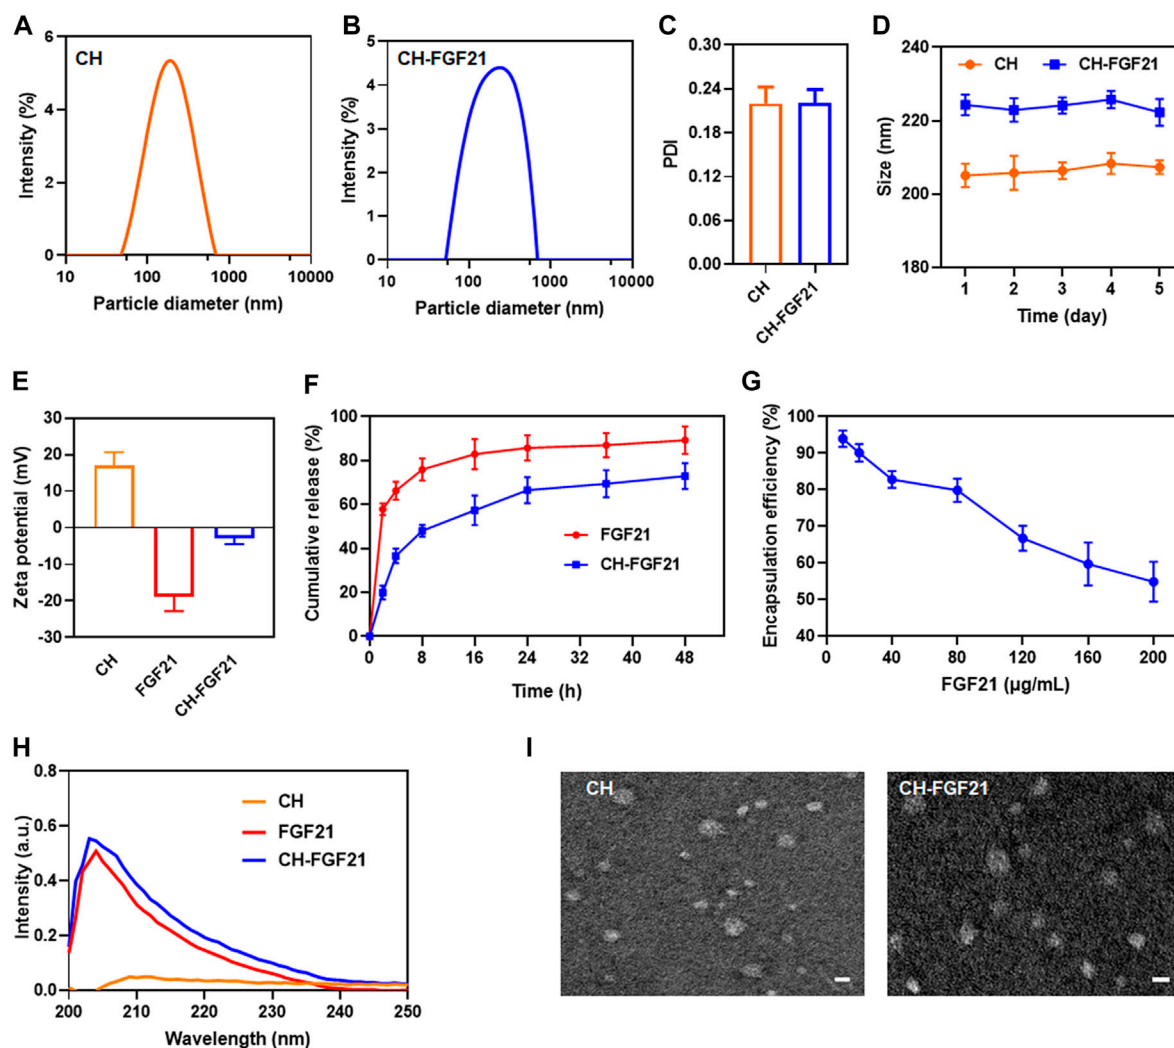 A
CH
Intensity (%)
6
4
2
0
10
100
1000
10000
Particle diameter (nm)
B
CH-FGF21
Intensity (%)
5
4
3
2
1
0
10
100
1000
10000
Particle diameter (nm)
C
PDI
0.30
0.24
0.18
0.12
0.06
0.00
CH
CH-FGF21
D
CH
CH-FGF21
Size (nm)
240
220
200
180
1
2
3
4
5
Time (day)
E
Zeta potential (mV)
30
20
10
0
-10
-20
-30
CH
FGF21
CH-FGF21
F
Cumulative release (%)
100
80
60
40
20
0
FGF21
CH-FGF21
0
8
16
24
32
40
48
Time (h)
G
Encapsulation efficiency (%)
100
90
80
70
60
50
40
0
40
80
120
160
200
FGF21 (μg/mL)
H
Intensity (a.u.)
0.8
0.6
0.4
0.2
0.0
CH
FGF21
CH-FGF21
200
210
220
230
240
250
Wavelength (nm)
I
CH
CH-FGF21